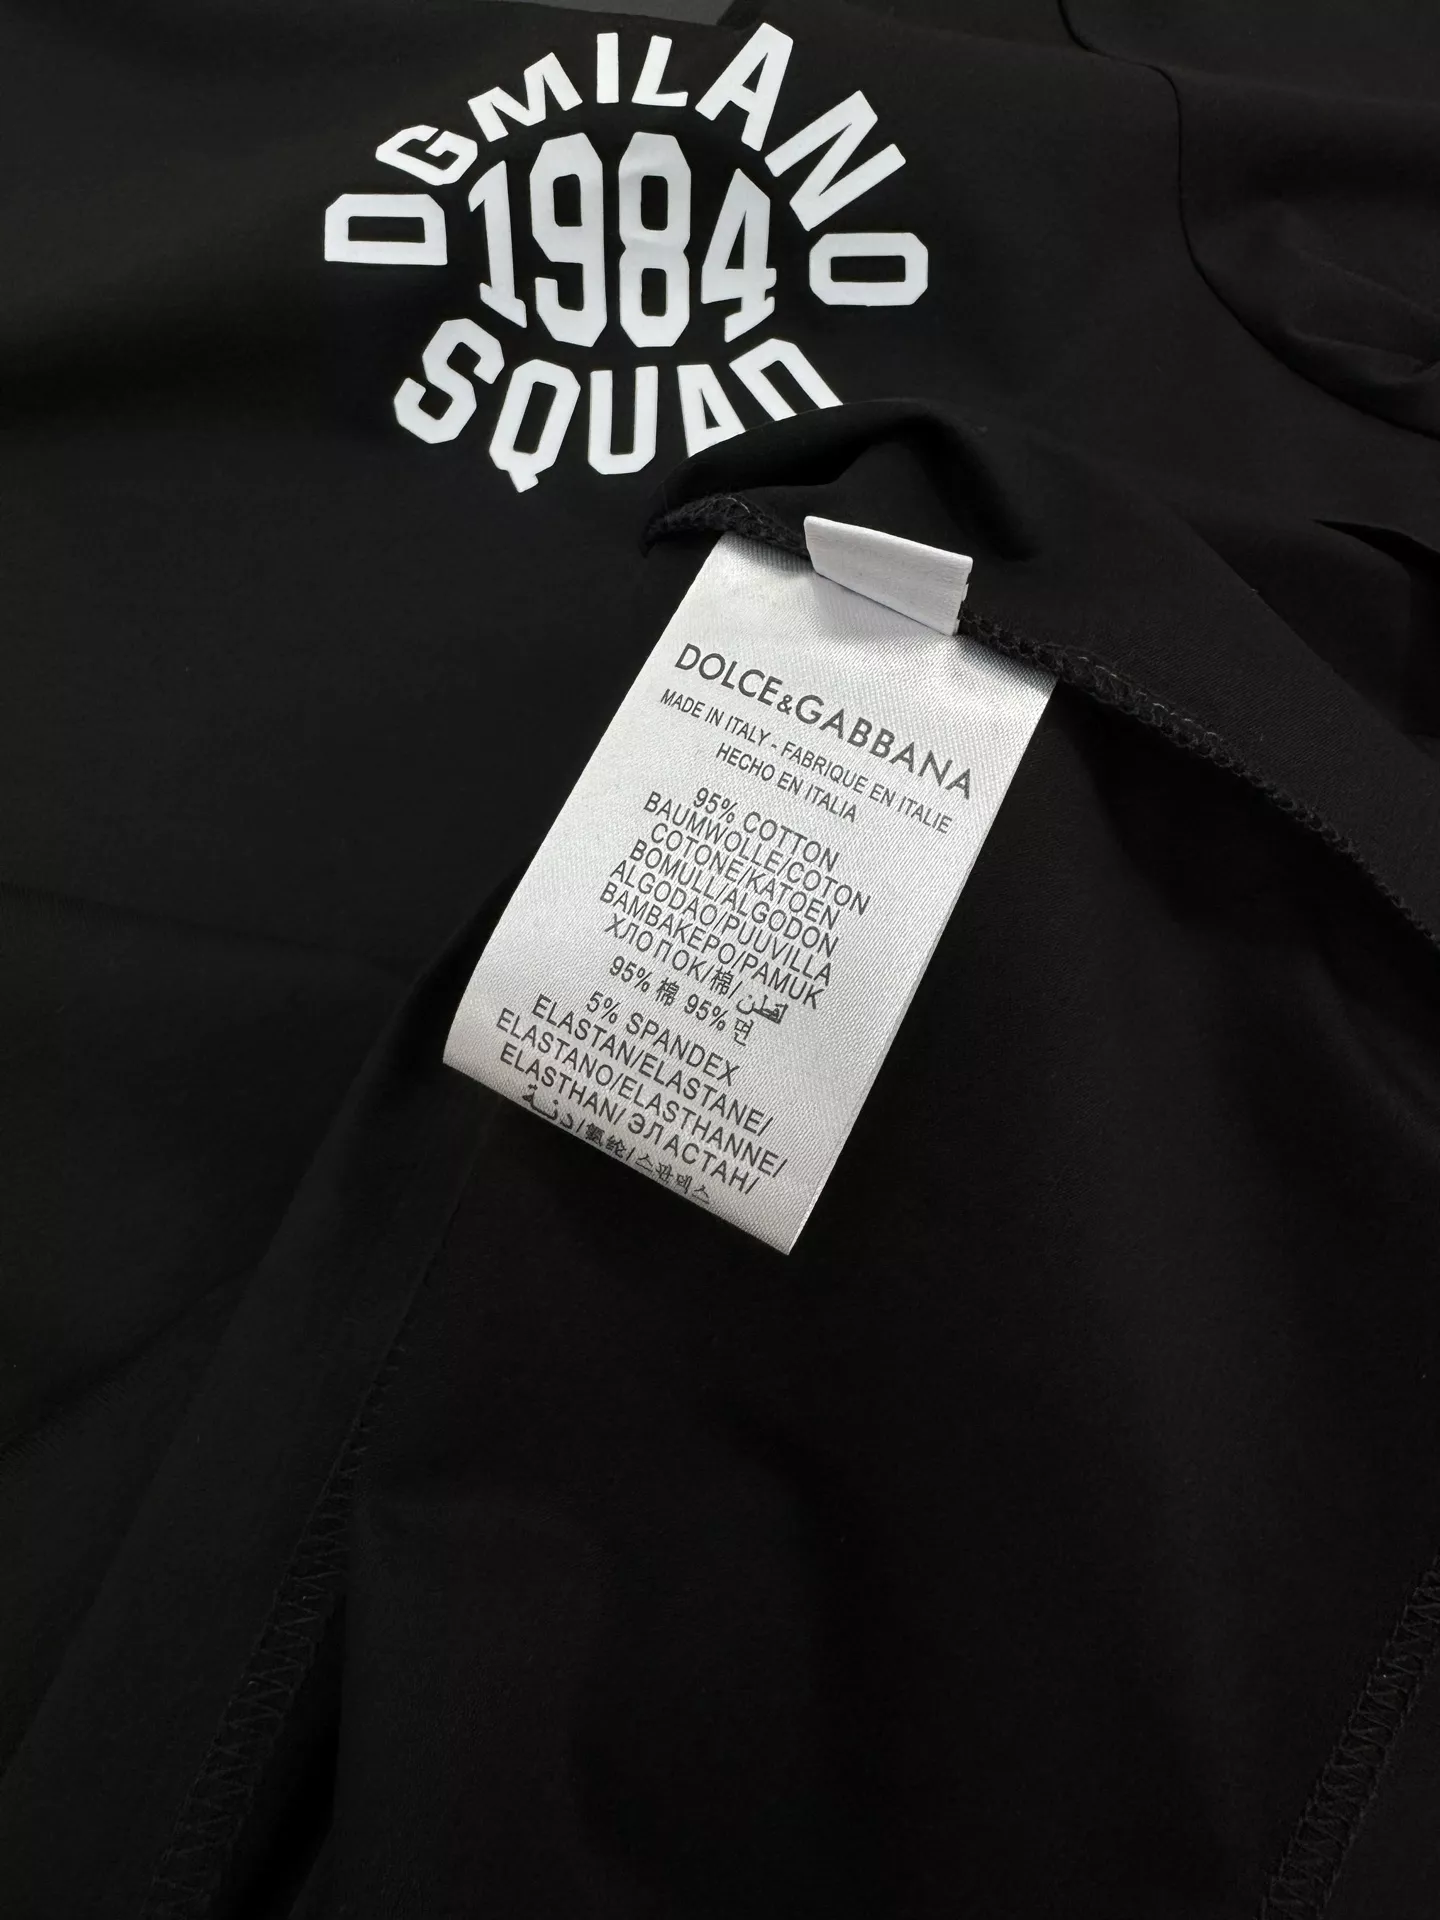 DGMILANO
1984
SQUAD
DOLCE&GABBANA
MADE IN ITALY - FABRIQUE EN ITALIE
HECHO EN ITALIA
95% COTTON
BAUMWOLLE/COTON
COTONE/KATOEN
BOMULL/ALGODON
ALGODAO/PUUVILLA
BAMBAKEPO/PAMUK
ХЛОПОК/棉/قطن
95% 棉 95% 면
5% SPANDEX
ELASTAN/ELASTANE/
ELASTANO/ELASTHANNE/
ELASTHAN/ ЭЛАСТАН/
/氨纶/스판덱스